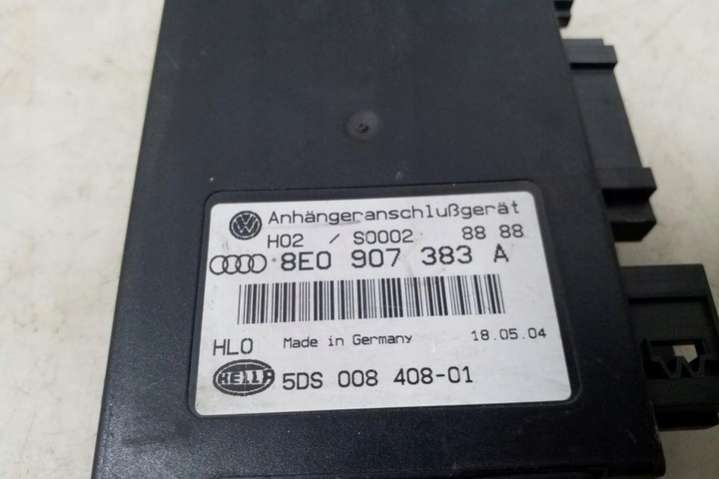 Anhängeranschlußgerät
H02 / S0002 88 88
8E0 907 383 A
HLO Made in Germany 18.05.04
HELLA 5DS 008 408-01